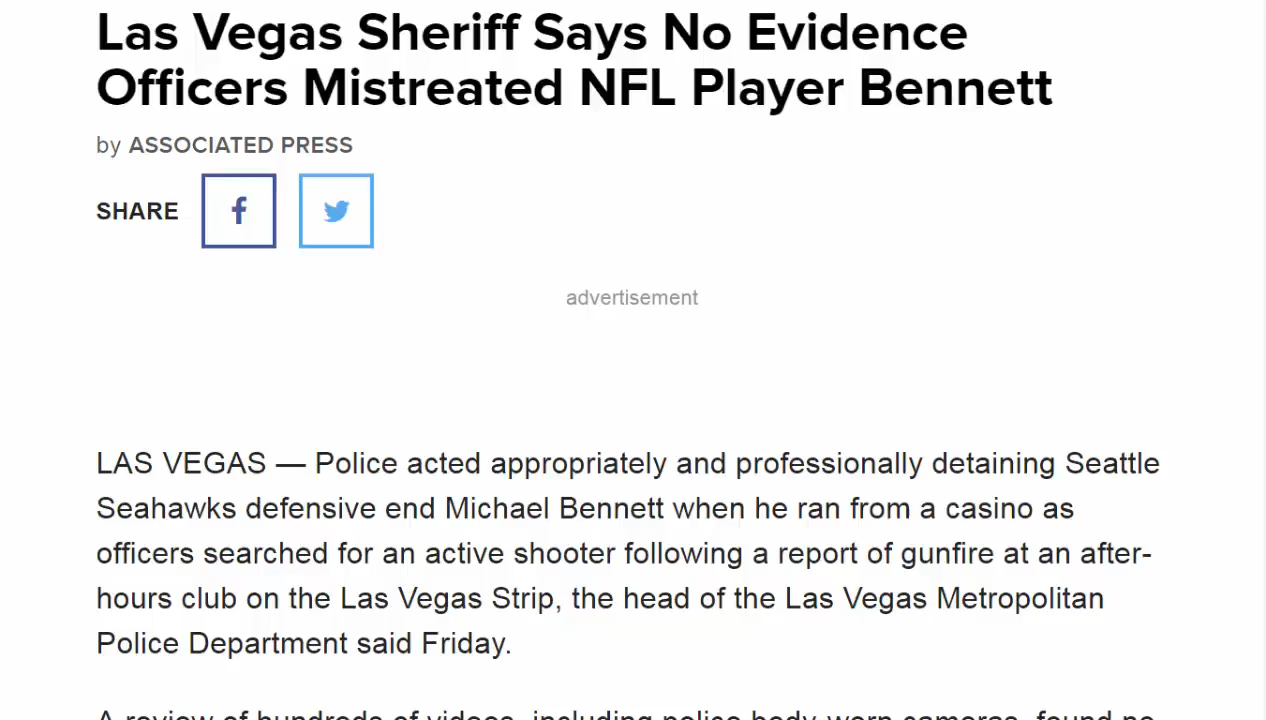 Las Vegas Sheriff Says No Evidence
Officers Mistreated NFL Player Bennett
by ASSOCIATED PRESS
SHARE
advertisement
LAS VEGAS — Police acted appropriately and professionally detaining Seattle
Seahawks defensive end Michael Bennett when he ran from a casino as
officers searched for an active shooter following a report of gunfire at an after-
hours club on the Las Vegas Strip, the head of the Las Vegas Metropolitan
Police Department said Friday.
A review of hundreds of videos, including police body-worn cameras, found no